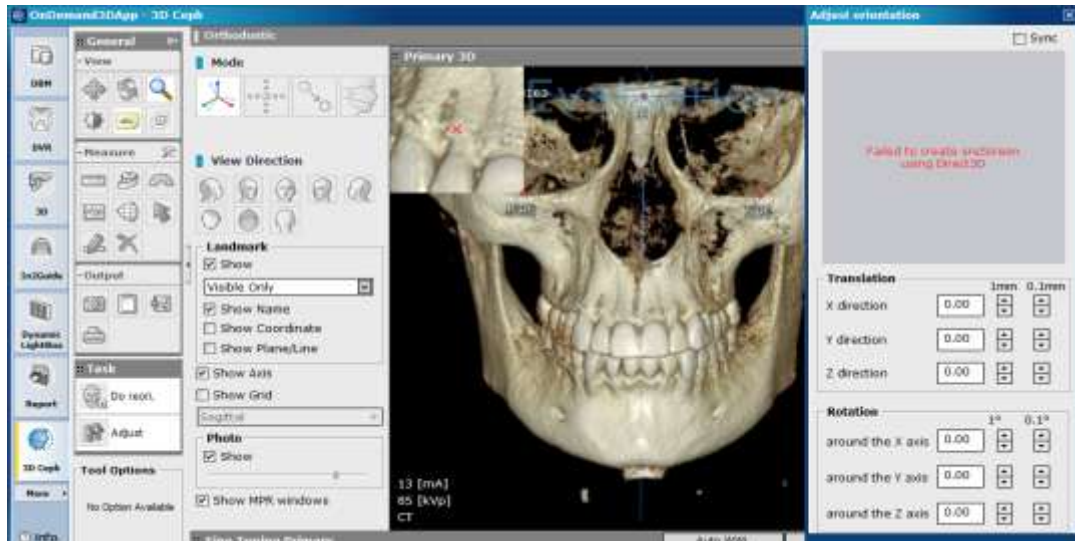 OnDemand3DApp - 3D Ceph
DBM
DVR
3D
In2Guide
Dynamic
LightBox
Report
3D Ceph
More
Info.
General
View
Measure
Output
Task
Do reori.
Adjust
Tool Options
No Option Available
Orthodontic
Mode
View Direction
Landmark
Show
Visible Only
Show Name
Show Coordinate
Show Plane/Line
Show Axis
Show Grid
Sagittal
Photo
Show
Show MPR windows
Fine Tuning Primary
Primary 3D
13 [mA]
85 [kVp]
CT
Adjust orientation
Sync
Failed to create onscreen
using Direct3D
Translation
1mm 0.1mm
X direction 0.00
Y direction 0.00
Z direction 0.00
Rotation
1° 0.1°
around the X axis 0.00
around the Y axis 0.00
around the Z axis 0.00